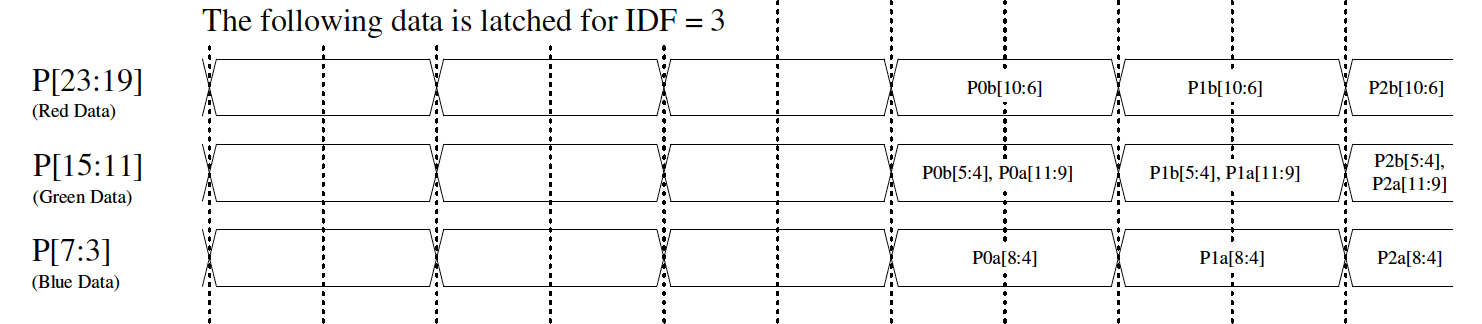 The following data is latched for IDF = 3
P[23:19]
(Red Data)
P0b[10:6]
P1b[10:6]
P2b[10:6]
P[15:11]
(Green Data)
P0b[5:4], P0a[11:9]
P1b[5:4], P1a[11:9]
P2b[5:4],
P2a[11:9]
P[7:3]
(Blue Data)
P0a[8:4]
P1a[8:4]
P2a[8:4]